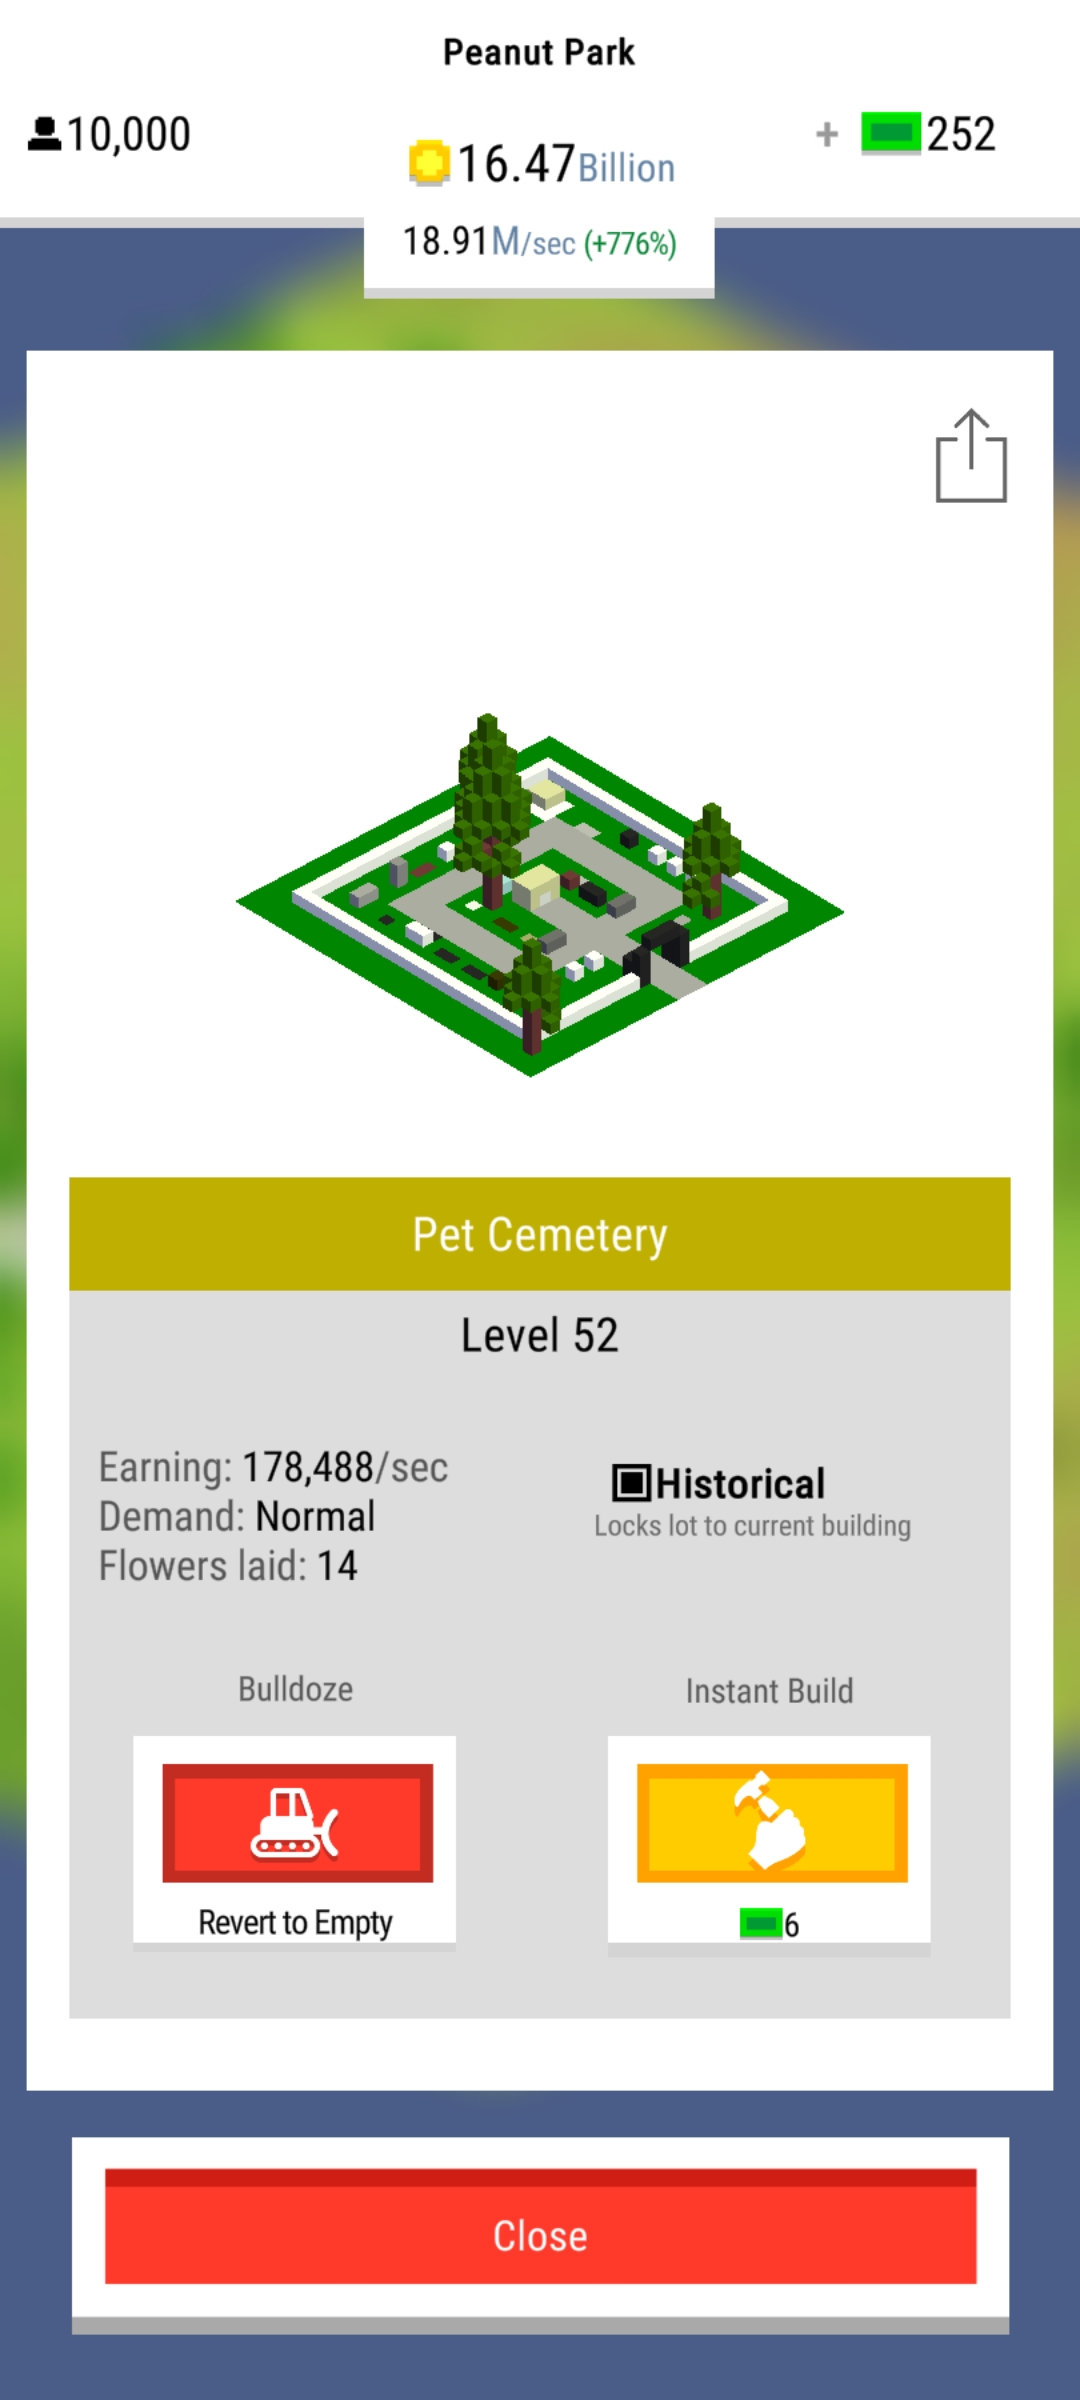 Peanut Park
10,000
16.47Billion
+ 252
18.91M/sec (+776%)
Pet Cemetery
Level 52
Earning: 178,488/sec
Demand: Normal
Flowers laid: 14
Historical
Locks lot to current building
Bulldoze
Revert to Empty
Instant Build
6
Close